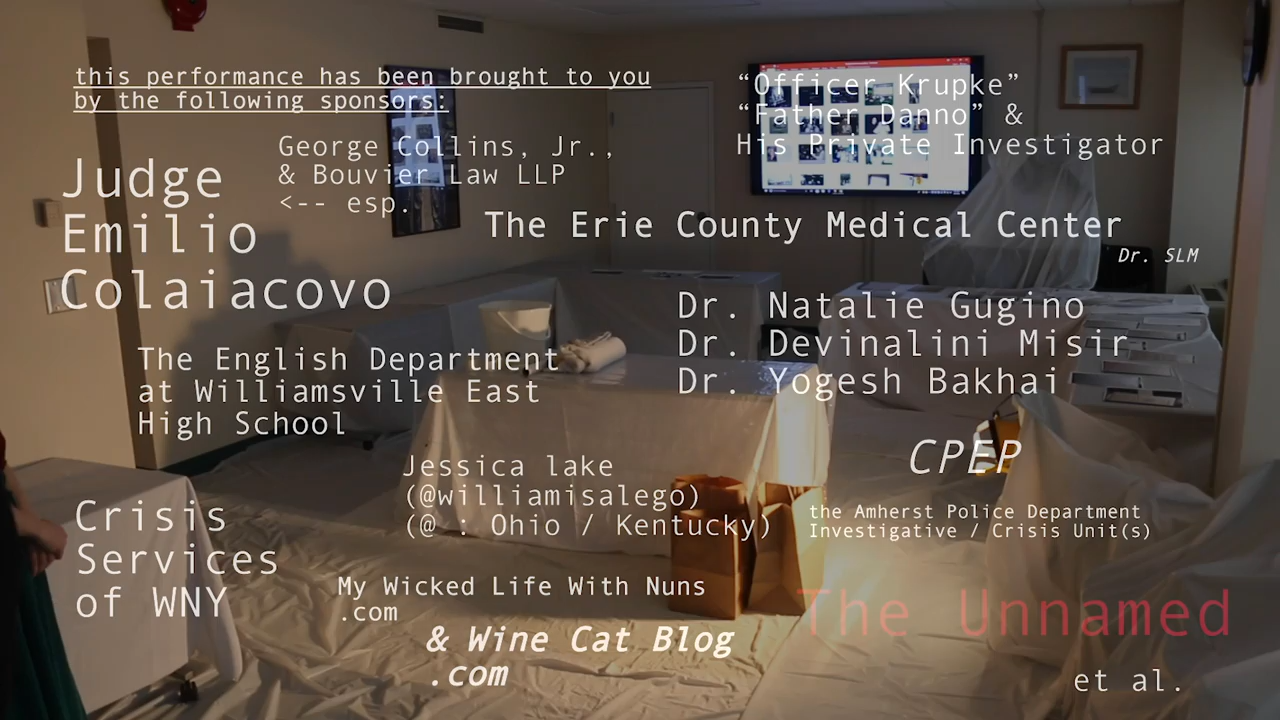 this performance has been brought to you
by the following sponsors:
George Collins, Jr.,
& Bouvier Law LLP
<-- esp.
Judge
Emilio
Colaiacovo
“Officer Krupke”
“Father Danno” &
His Private Investigator
The Erie County Medical Center
Dr. SLM
Dr. Natalie Gugino
Dr. Devinalini Misir
Dr. Yogesh Bakhai
The English Department
at Williamsville East
High School
CPEP
Jessica lake
(@williamisalego)
(@ : Ohio / Kentucky)
the Amherst Police Department
Investigative / Crisis Unit(s)
Crisis
Services
of WNY
My Wicked Life With Nuns
.com
& Wine Cat Blog
.com
The Unnamed
et al.